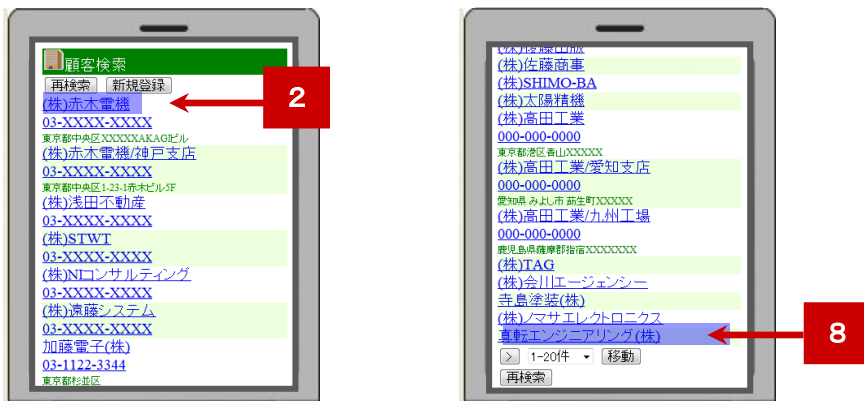 顧客検索
再検索 新規登録
(株)赤木電機
2
03-XXXX-XXXX
東京都中央区XXXXXAKAGIビル
(株)赤木電機/神戸支店
03-XXXX-XXXX
東京都中央区1-23-1赤木ビル5F
(株)浅田不動産
03-XXXX-XXXX
(株)STWT
03-XXXX-XXXX
(株)NIコンサルティング
03-XXXX-XXXX
(株)遠藤システム
03-XXXX-XXXX
加藤電子(株)
03-1122-3344
東京都杉並区
(株)後藤出版
(株)佐藤商事
(株)SHIMO-BA
(株)太陽精機
(株)高田工業
000-000-0000
東京都港区青山XXXXX
(株)高田工業/愛知支店
000-000-0000
愛知県 みよし市 莇生町XXXXX
(株)高田工業/九州工場
000-000-0000
鹿児島県薩摩郡指宿XXXXXXX
(株)TAG
(株)会川エージェンシー
寺島塗装(株)
(株)ノマサエレクトロニクス
真転エンジニアリング(株)
8
> 1-20件 移動
再検索